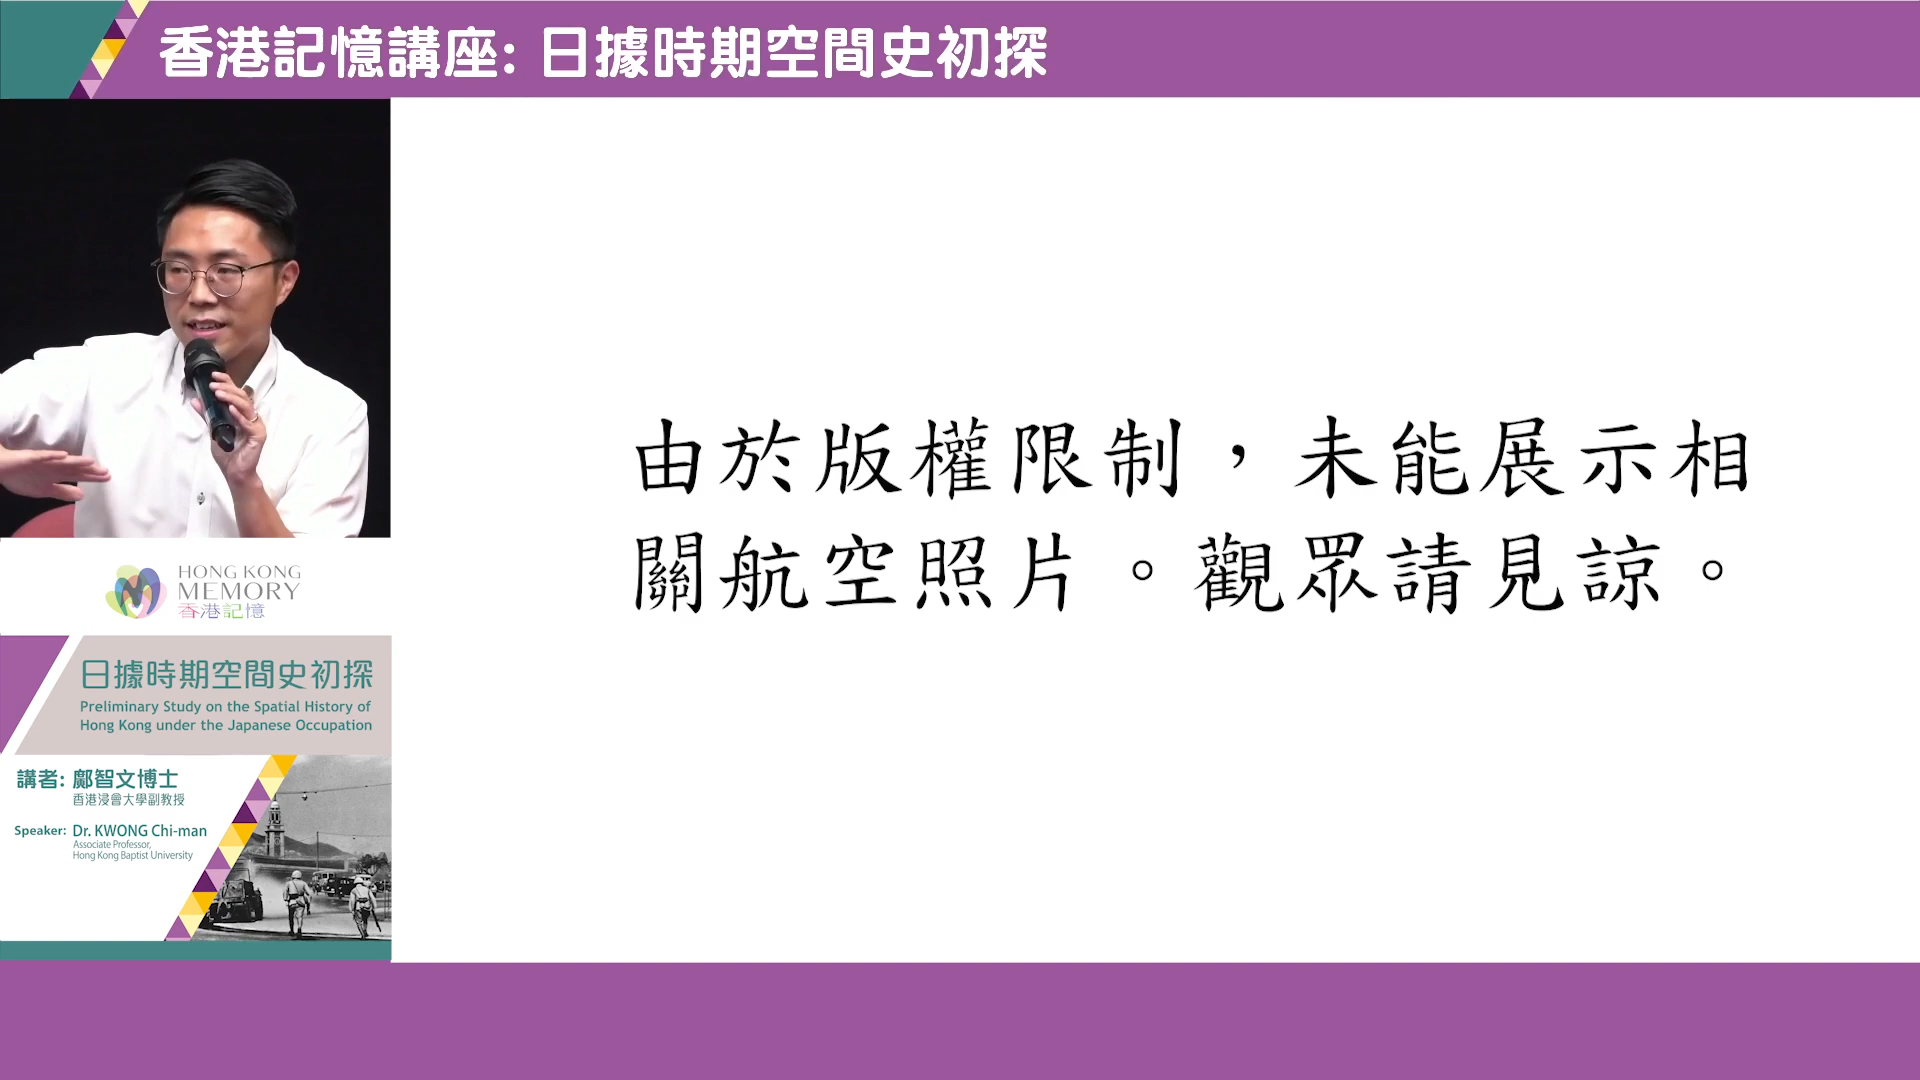 香港記憶講座: 日據時期空間史初探
由於版權限制，未能展示相
關航空照片。觀眾請見諒。
HONG KONG
MEMORY
香港記憶
日據時期空間史初探
Preliminary Study on the Spatial History of
Hong Kong under the Japanese Occupation
講者: 鄺智文博士
香港浸會大學副教授
Speaker: Dr. KWONG Chi-man
Associate Professor,
Hong Kong Baptist University